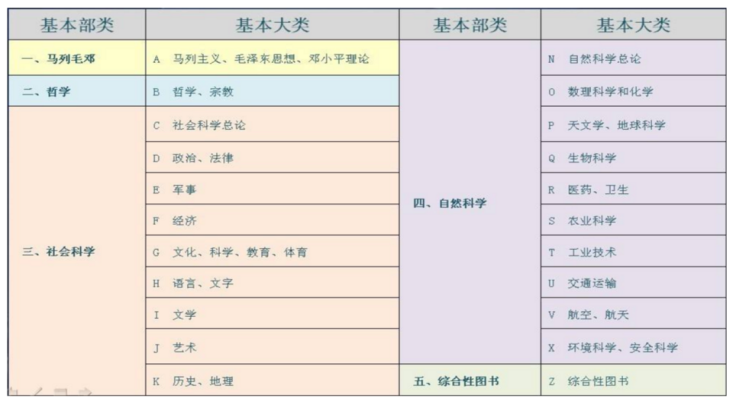 基本部类 基本大类 基本部类 基本大类
一、马列毛邓 A 马列主义、毛泽东思想、邓小平理论 N 自然科学总论
二、哲学 B 哲学、宗教 O 数理科学和化学
C 社会科学总论 P 天文学、地球科学
D 政治、法律 Q 生物科学
E 军事 R 医药、卫生
四、自然科学
F 经济 S 农业科学
三、社会科学 G 文化、科学、教育、体育 T 工业技术
H 语言、文字 U 交通运输
I 文学 V 航空、航天
J 艺术 X 环境科学、安全科学
K 历史、地理 五、综合性图书 Z 综合性图书